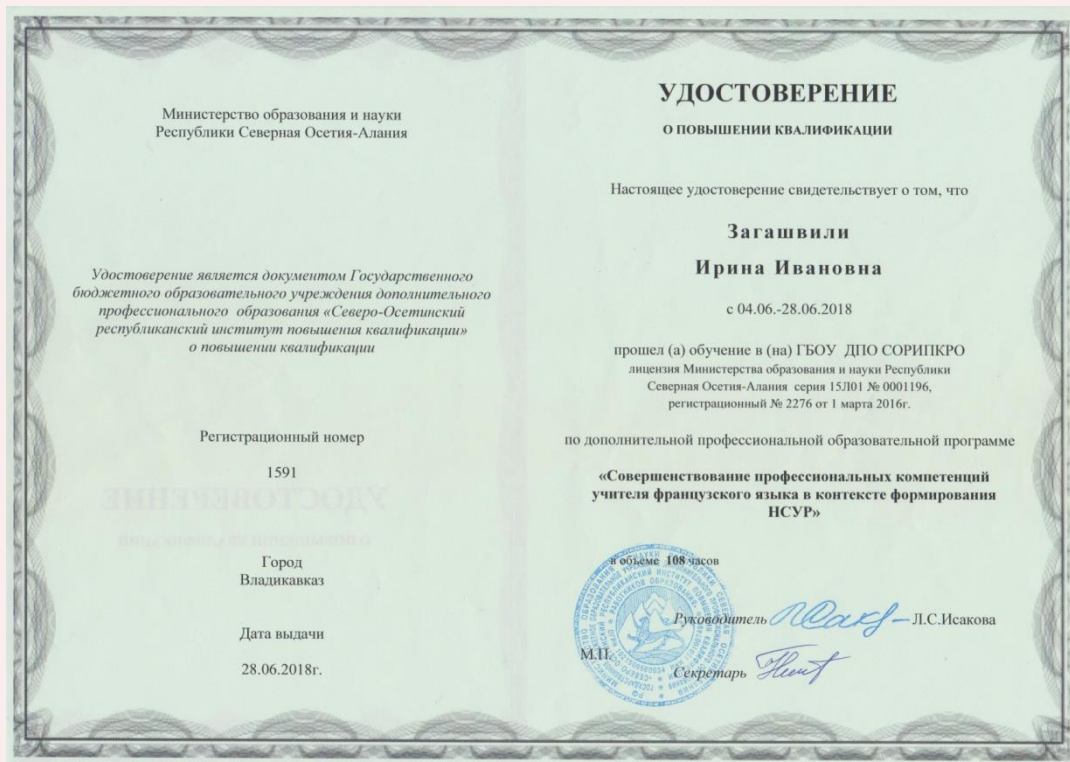 Министерство образования и науки
Республики Северная Осетия-Алания
Удостоверение является документом Государственного
бюджетного образовательного учреждения дополнительного
профессионального образования «Северо-Осетинский
республиканский институт повышения квалификации»
о повышении квалификации
Регистрационный номер
1591
Город
Владикавказ
Дата выдачи
28.06.2018г.
УДОСТОВЕРЕНИЕ
О ПОВЫШЕНИИ КВАЛИФИКАЦИИ
Настоящее удостоверение свидетельствует о том, что
Загашвили
Ирина Ивановна
с 04.06.-28.06.2018
прошел (а) обучение в (на) ГБОУ ДПО СОРИПКРО
лицензия Министерства образования и науки Республики
Северная Осетия-Алания серия 15Л01 № 0001196,
регистрационный № 2276 от 1 марта 2016г.
по дополнительной профессиональной образовательной программе
«Совершенствование профессиональных компетенций
учителя французского языка в контексте формирования
НСУР»
в объеме 108 часов
Руководитель Л.С.Исакова
М.П.
Секретарь